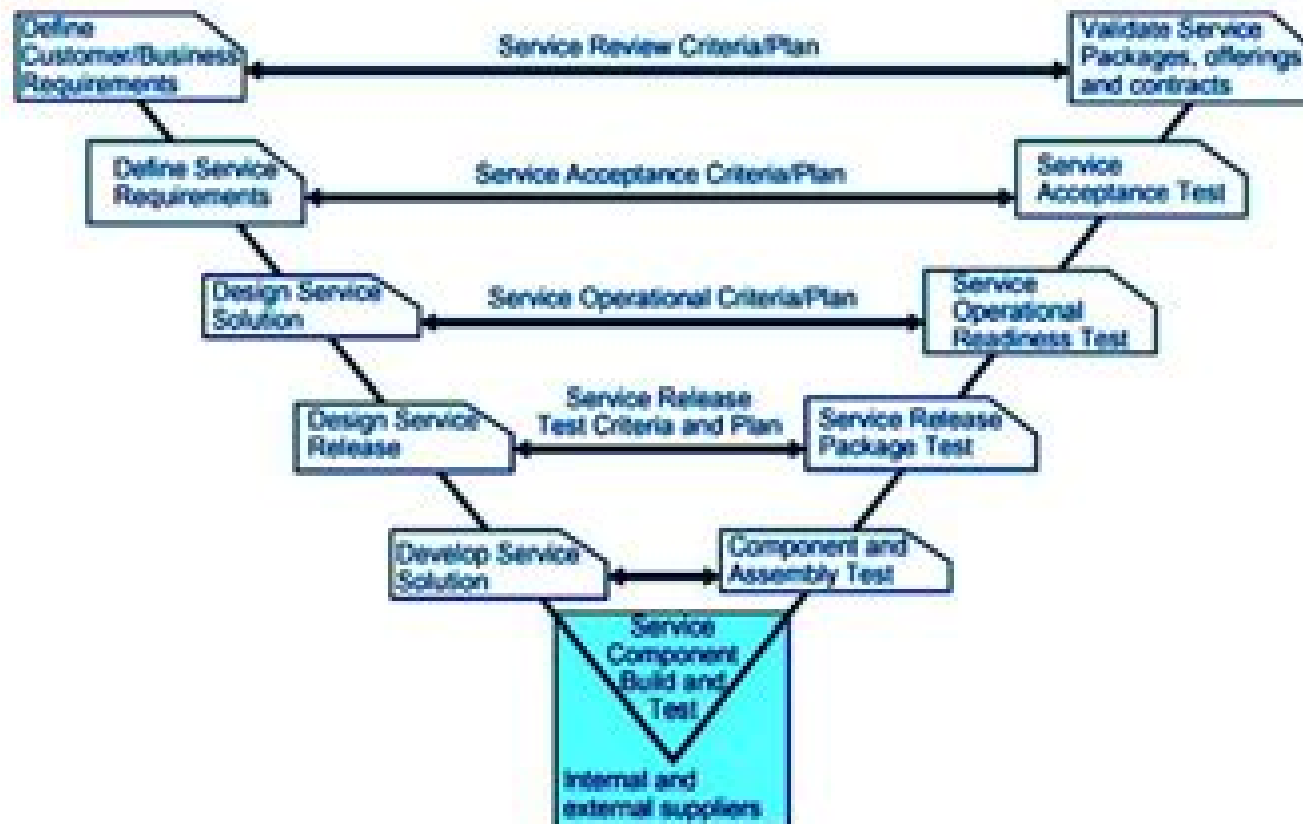 Define
Customer/Business
Requirements
Service Review Criteria/Plan
Validate Service
Packages, offerings
and contracts
Define Service
Requirements
Service Acceptance Criteria/Plan
Service
Acceptance Test
Design Service
Solution
Service Operational Criteria/Plan
Service
Operational
Readiness Test
Design Service
Release
Service Release
Test Criteria and Plan
Service Release
Package Test
Develop Service
Solution
Component and
Assembly Test
Service
Component
Build and
Test
Internal and
external suppliers